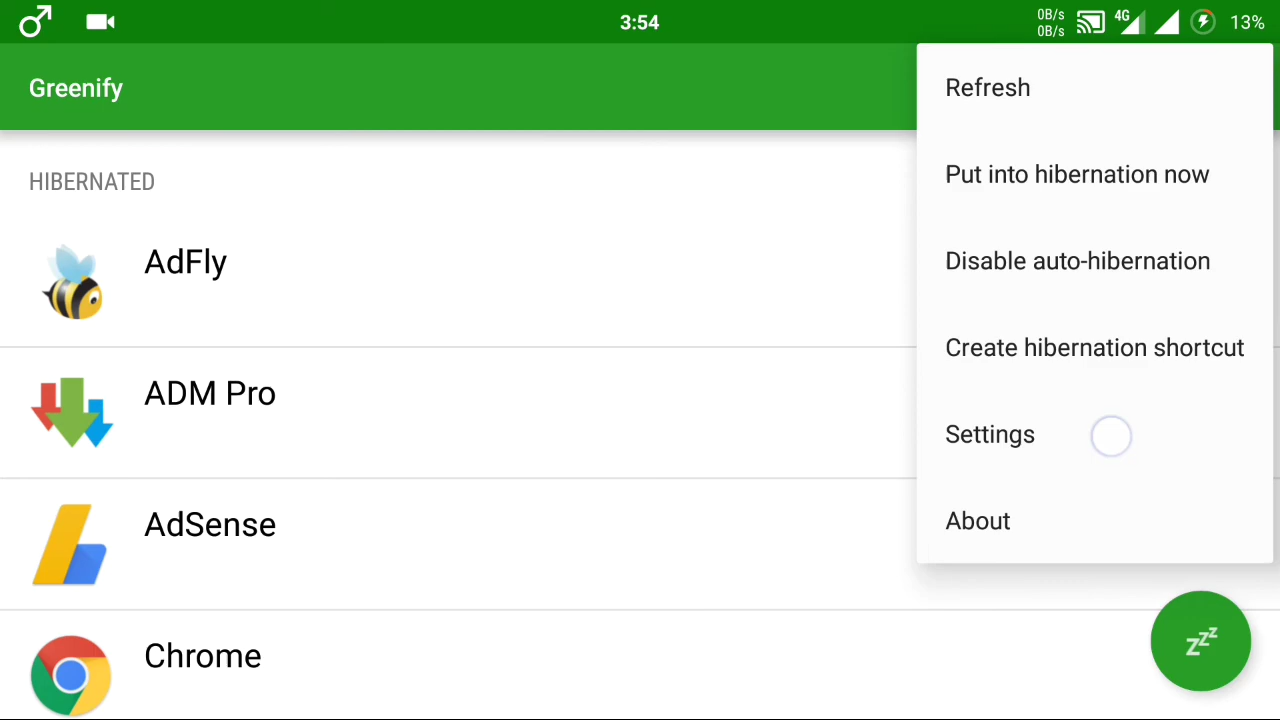 3:54
0B/s
0B/s
4G
13%
Greenify
HIBERNATED
AdFly
ADM Pro
AdSense
Chrome
Refresh
Put into hibernation now
Disable auto-hibernation
Create hibernation shortcut
Settings
About
zzz